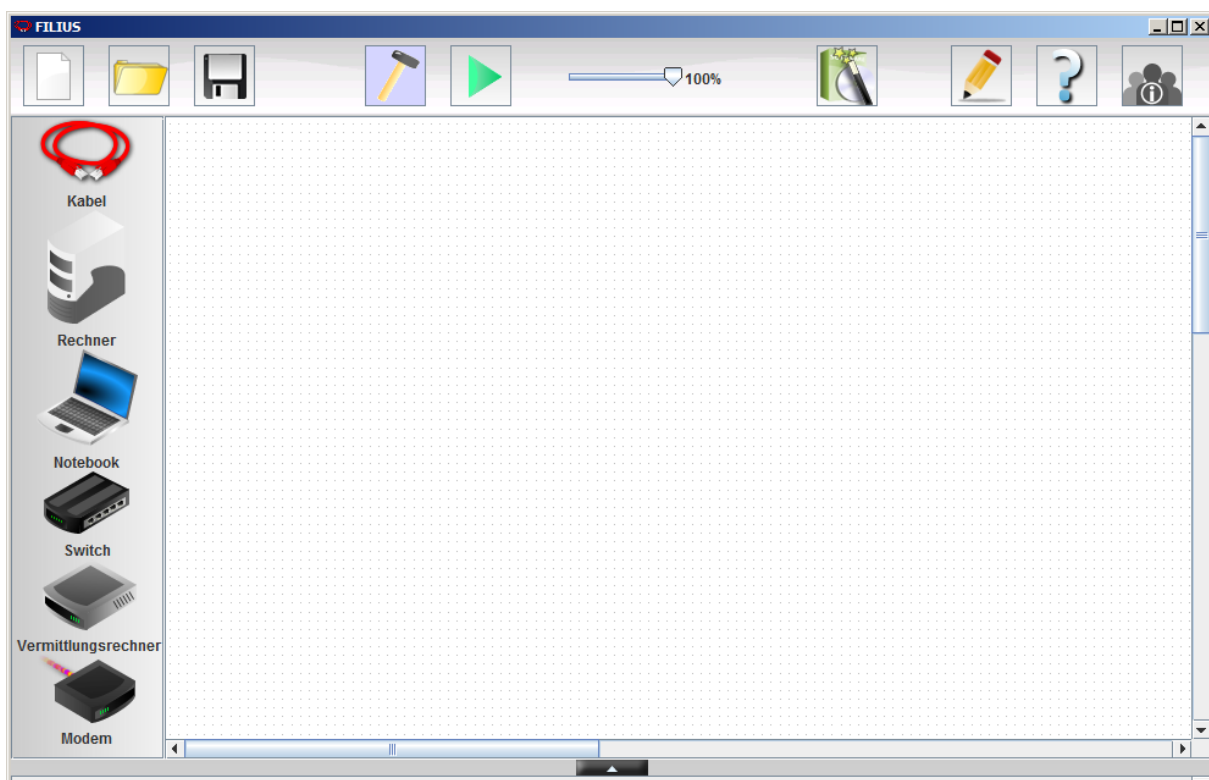 FILIUS
100%
Kabel
Rechner
Notebook
Switch
Vermittlungsrechner
Modem